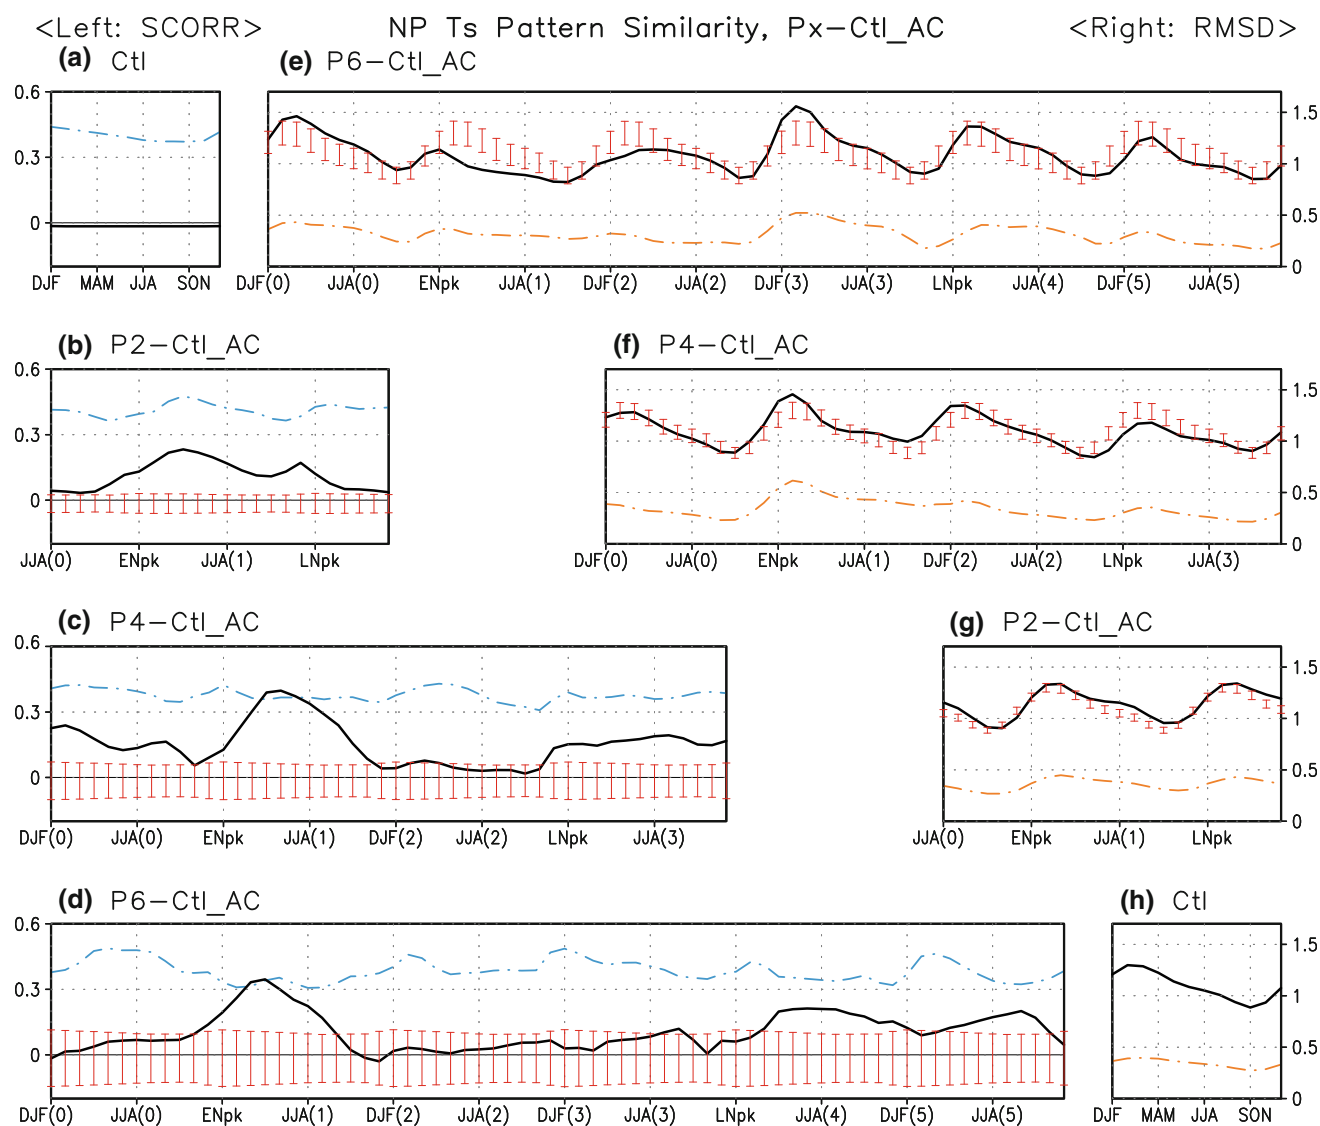 <Left: SCORR> NP Ts Pattern Similarity, Px−Ctl_AC <Right: RMSD>
(a) Ctl
0.6
0.3
0
DJF MAM JJA SON
(e) P6−Ctl_AC
1.5
1
0.5
0
DJF(0) JJA(0) ENpk JJA(1) DJF(2) JJA(2) DJF(3) JJA(3) LNpk JJA(4) DJF(5) JJA(5)
(b) P2−Ctl_AC
0.6
0.3
0
JJA(0) ENpk JJA(1) LNpk
(f) P4−Ctl_AC
1.5
1
0.5
0
DJF(0) JJA(0) ENpk JJA(1) DJF(2) JJA(2) LNpk JJA(3)
(c) P4−Ctl_AC
0.6
0.3
0
DJF(0) JJA(0) ENpk JJA(1) DJF(2) JJA(2) LNpk JJA(3)
(g) P2−Ctl_AC
1.5
1
0.5
0
JJA(0) ENpk JJA(1) LNpk
(d) P6−Ctl_AC
0.6
0.3
0
DJF(0) JJA(0) ENpk JJA(1) DJF(2) JJA(2) DJF(3) JJA(3) LNpk JJA(4) DJF(5) JJA(5)
(h) Ctl
1.5
1
0.5
0
DJF MAM JJA SON